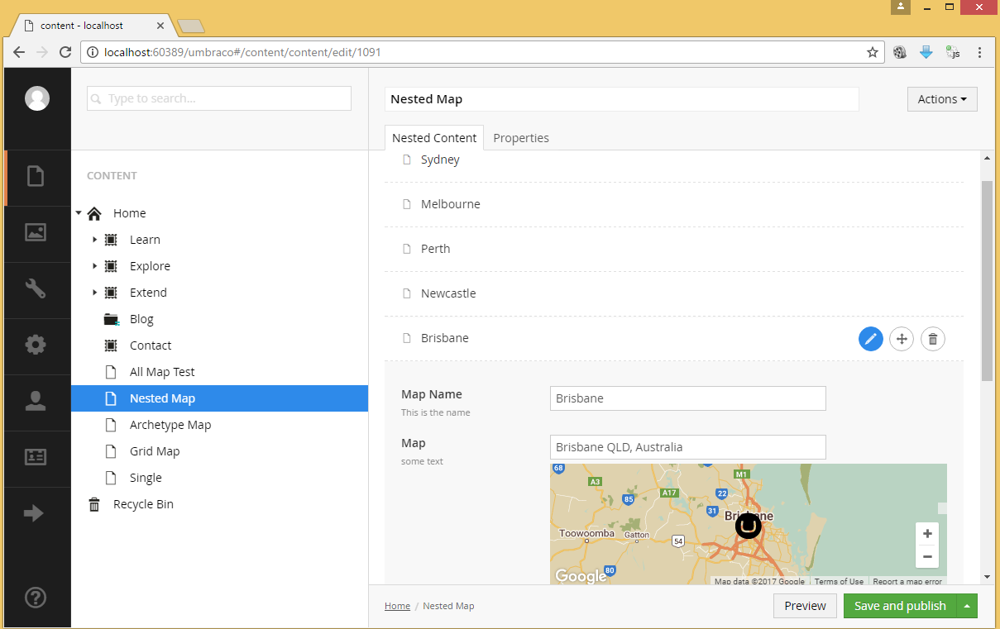 content - localhost
localhost:60389/umbraco#/content/content/edit/1091
js
Type to search...
Nested Map
Actions
Nested Content
Properties
CONTENT
Home
Learn
Explore
Extend
Blog
Contact
All Map Test
Nested Map
Archetype Map
Grid Map
Single
Recycle Bin
Sydney
Melbourne
Perth
Newcastle
Brisbane
Map Name
This is the name
Brisbane
Map
some text
Brisbane QLD, Australia
68
A3
M1
85
A17
22
31
Brisbane
Toowoomba
Gatton
54
80
Google
+
−
Map data ©2017 Google
Terms of Use
Report a map error
Home / Nested Map
Preview
Save and publish